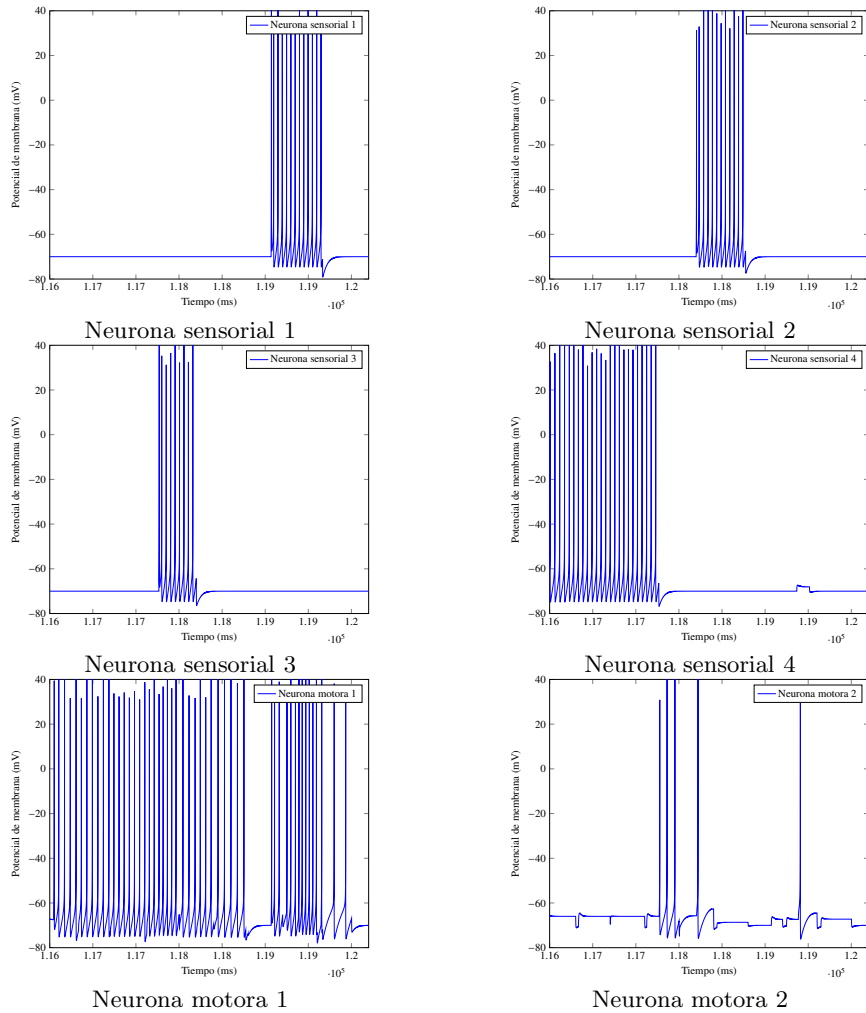 40
20
0
−20
−40
−60
−80
Potencial de membrana (mV)
Neurona sensorial 1
1.16 1.17 1.17 1.18 1.18 1.19 1.19 1.2
Tiempo (ms)
·10⁵
Neurona sensorial 1
40
20
0
−20
−40
−60
−80
Potencial de membrana (mV)
Neurona sensorial 2
1.16 1.17 1.17 1.18 1.18 1.19 1.19 1.2
Tiempo (ms)
·10⁵
Neurona sensorial 2
40
20
0
−20
−40
−60
−80
Potencial de membrana (mV)
Neurona sensorial 3
1.16 1.17 1.17 1.18 1.18 1.19 1.19 1.2
Tiempo (ms)
·10⁵
Neurona sensorial 3
40
20
0
−20
−40
−60
−80
Potencial de membrana (mV)
Neurona sensorial 4
1.16 1.17 1.17 1.18 1.18 1.19 1.19 1.2
Tiempo (ms)
·10⁵
Neurona sensorial 4
40
20
0
−20
−40
−60
−80
Potencial de membrana (mV)
Neurona motora 1
1.16 1.17 1.17 1.18 1.18 1.19 1.19 1.2
Tiempo (ms)
·10⁵
Neurona motora 1
40
20
0
−20
−40
−60
−80
Potencial de membrana (mV)
Neurona motora 2
1.16 1.17 1.17 1.18 1.18 1.19 1.19 1.2
Tiempo (ms)
·10⁵
Neurona motora 2